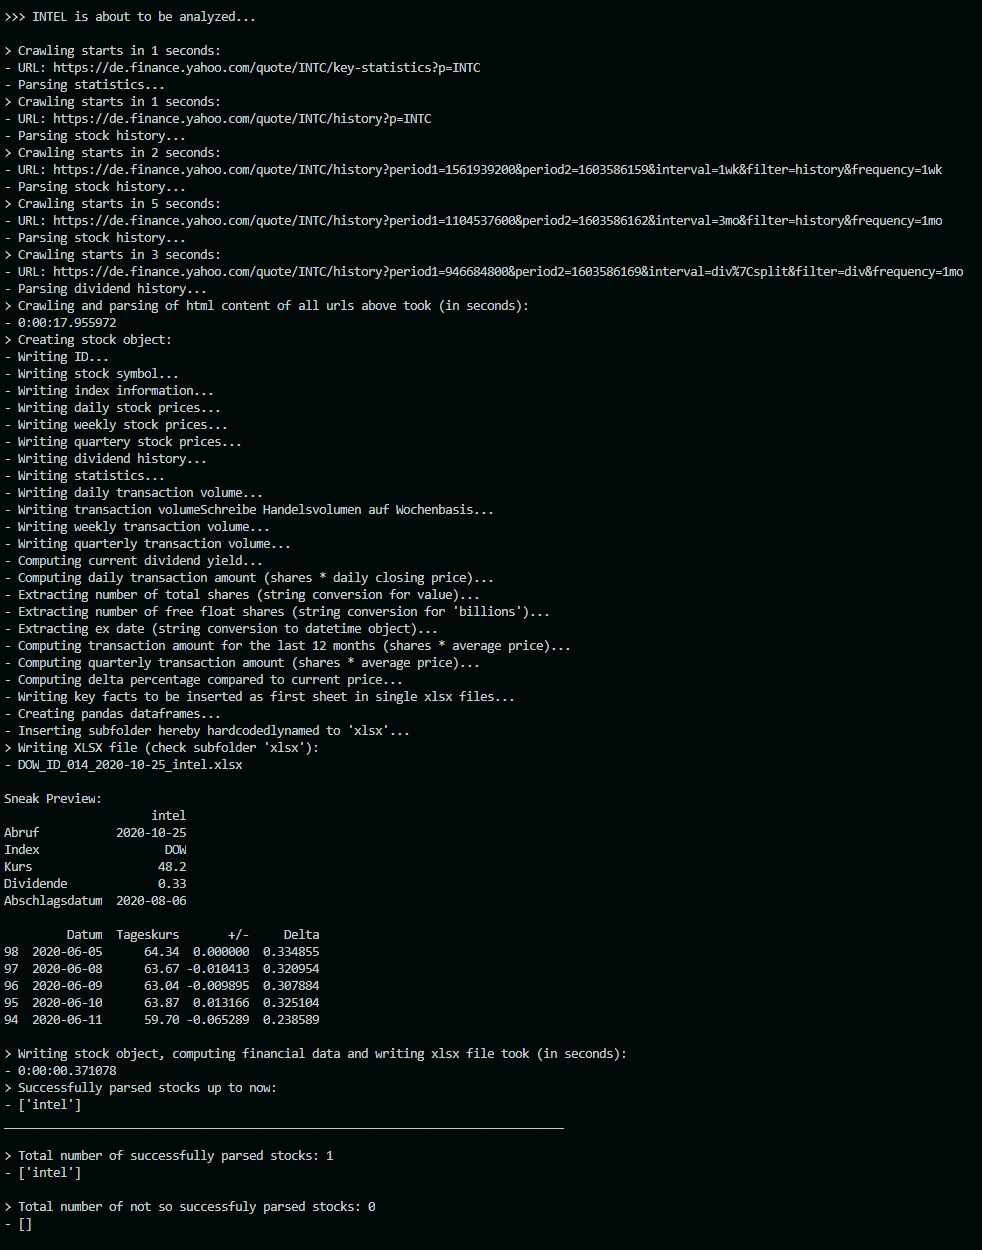 >>> INTEL is about to be analyzed...
> Crawling starts in 1 seconds:
- URL: https://de.finance.yahoo.com/quote/INTC/key-statistics?p=INTC
- Parsing statistics...
> Crawling starts in 1 seconds:
- URL: https://de.finance.yahoo.com/quote/INTC/history?p=INTC
- Parsing stock history...
> Crawling starts in 2 seconds:
- URL: https://de.finance.yahoo.com/quote/INTC/history?period1=1561939200&period2=1603586159&interval=1wk&filter=history&frequency=1wk
- Parsing stock history...
> Crawling starts in 5 seconds:
- URL: https://de.finance.yahoo.com/quote/INTC/history?period1=1104537600&period2=1603586162&interval=3mo&filter=history&frequency=1mo
- Parsing stock history...
> Crawling starts in 3 seconds:
- URL: https://de.finance.yahoo.com/quote/INTC/history?period1=946684800&period2=1603586169&interval=div%7Csplit&filter=div&frequency=1mo
- Parsing dividend history...
> Crawling and parsing of html content of all urls above took (in seconds):
- 0:00:17.955972
> Creating stock object:
- Writing ID...
- Writing stock symbol...
- Writing index information...
- Writing daily stock prices...
- Writing weekly stock prices...
- Writing quartery stock prices...
- Writing dividend history...
- Writing statistics...
- Writing daily transaction volume...
- Writing transaction volumeSchreibe Handelsvolumen auf Wochenbasis...
- Writing weekly transaction volume...
- Writing quarterly transaction volume...
- Computing current dividend yield...
- Computing daily transaction amount (shares * daily closing price)...
- Extracting number of total shares (string conversion for value)...
- Extracting number of free float shares (string conversion for 'billions')...
- Extracting ex date (string conversion to datetime object)...
- Computing transaction amount for the last 12 months (shares * average price)...
- Computing quarterly transaction amount (shares * average price)...
- Computing delta percentage compared to current price...
- Writing key facts to be inserted as first sheet in single xlsx files...
- Creating pandas dataframes...
- Inserting subfolder hereby hardcodedlynamed to 'xlsx'...
> Writing XLSX file (check subfolder 'xlsx'):
- DOW_ID_014_2020-10-25_intel.xlsx
Sneak Preview:
intel
Abruf 2020-10-25
Index DOW
Kurs 48.2
Dividende 0.33
Abschlagsdatum 2020-08-06
Datum Tageskurs +/- Delta
98 2020-06-05 64.34 0.000000 0.334855
97 2020-06-08 63.67 -0.010413 0.320954
96 2020-06-09 63.04 -0.009895 0.307884
95 2020-06-10 63.87 0.013166 0.325104
94 2020-06-11 59.70 -0.065289 0.238589
> Writing stock object, computing financial data and writing xlsx file took (in seconds):
- 0:00:00.371078
> Successfully parsed stocks up to now:
- ['intel']
> Total number of successfully parsed stocks: 1
- ['intel']
> Total number of not so successfuly parsed stocks: 0
- []